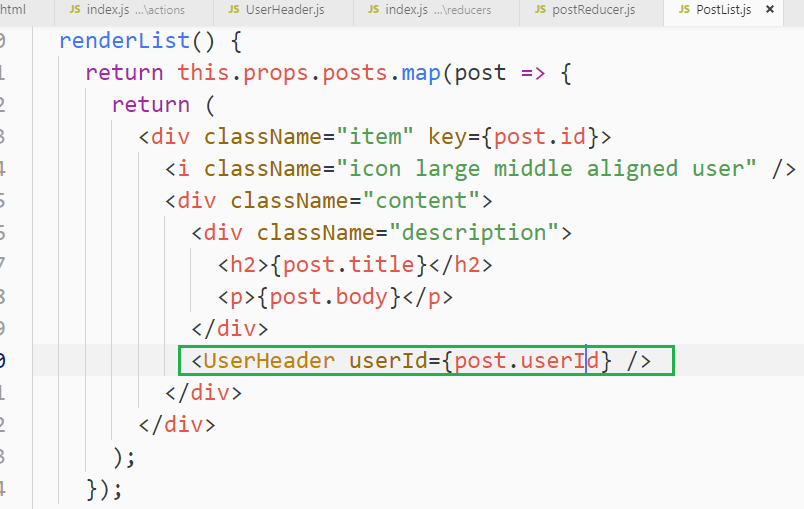 html JS index.js ...\actions JS UserHeader.js JS index.js ...\reducers JS postReducer.js JS PostList.js ×
renderList() {
return this.props.posts.map(post => {
return (
<div className="item" key={post.id}>
<i className="icon large middle aligned user" />
<div className="content">
<div className="description">
<h2>{post.title}</h2>
<p>{post.body}</p>
</div>
<UserHeader userId={post.userId} />
</div>
</div>
);
});